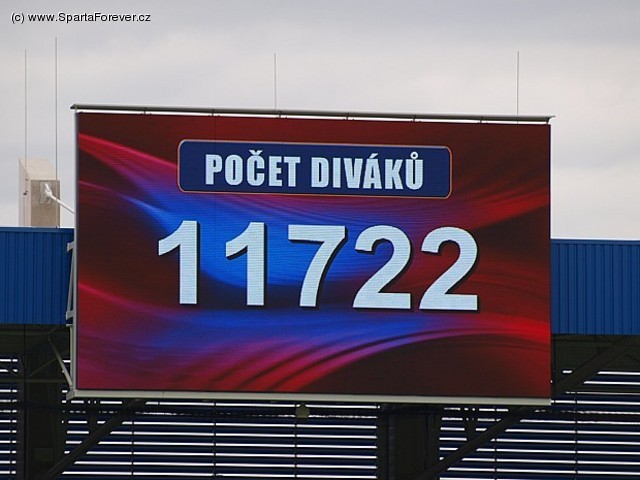 (c) www.SpartaForever.cz
POČET DIVÁKŮ
11722